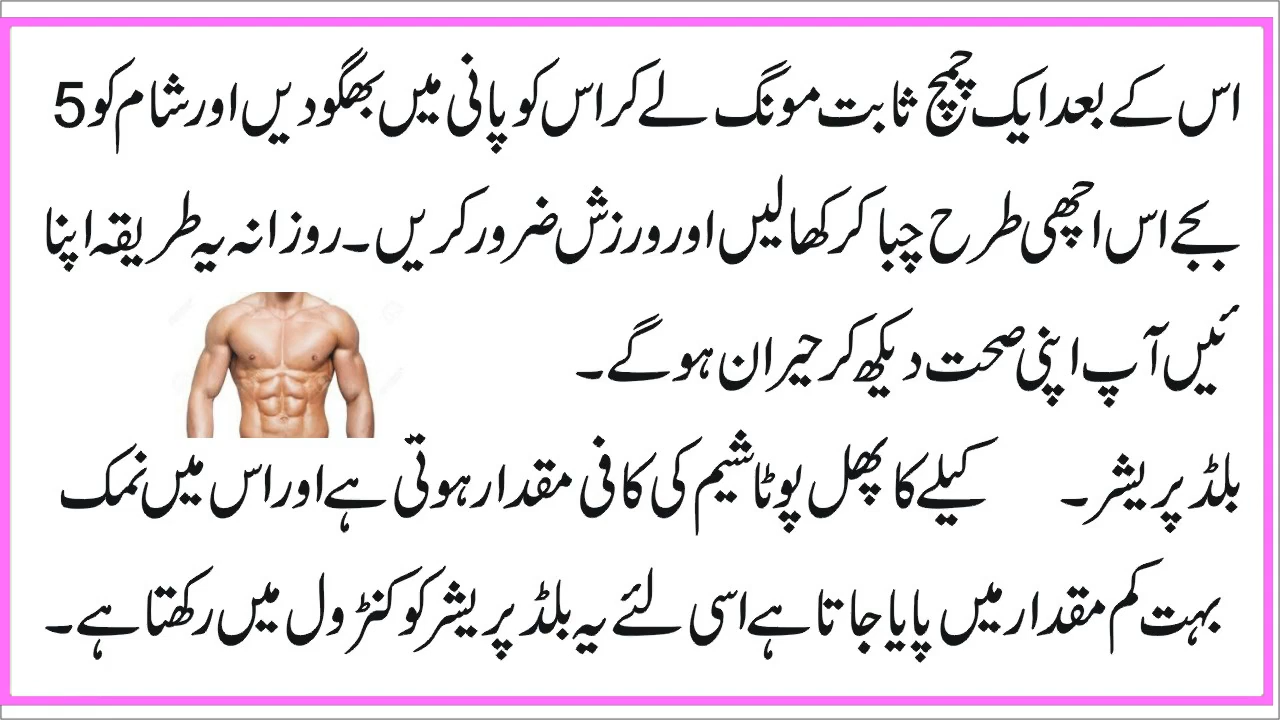 اس کے بعد ایک چمچ ثابت مونگ لے کر اس کو پانی میں بھگو دیں اور شام کو 5
بجے اس اچھی طرح چبا کر کھا لیں اور ورزش ضرور کریں۔ روزانہ یہ طریقہ اپنا
ئیں آپ اپنی صحت دیکھ کر حیران ہو گے۔
بلڈ پریشر۔ کیلے کا پھل پوٹاشیم کی کافی مقدار ہوتی ہے اور اس میں نمک
بہت کم مقدار میں پایا جاتا ہے اسی لئے یہ بلڈ پریشر کو کنڑول میں رکھتا ہے۔